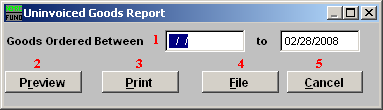 Uninvoiced Goods Report
FUND
Goods Ordered Between 1 / / to 02/28/2008
2 3 4 5
Preview Print File Cancel